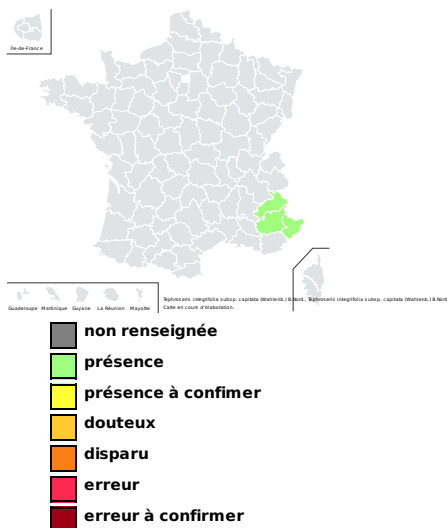 Île-de-France
Guadeloupe Martinique Guyane La Réunion Mayotte
Tephroseris integrifolia subsp. capitata (Wahlenb.) B.Nord., Tephroseris integrifolia subsp. capitata (Wahlenb.) B.Nord
Carte en cours d'élaboration.
non renseignée
présence
présence à confimer
douteux
disparu
erreur
erreur à confirmer